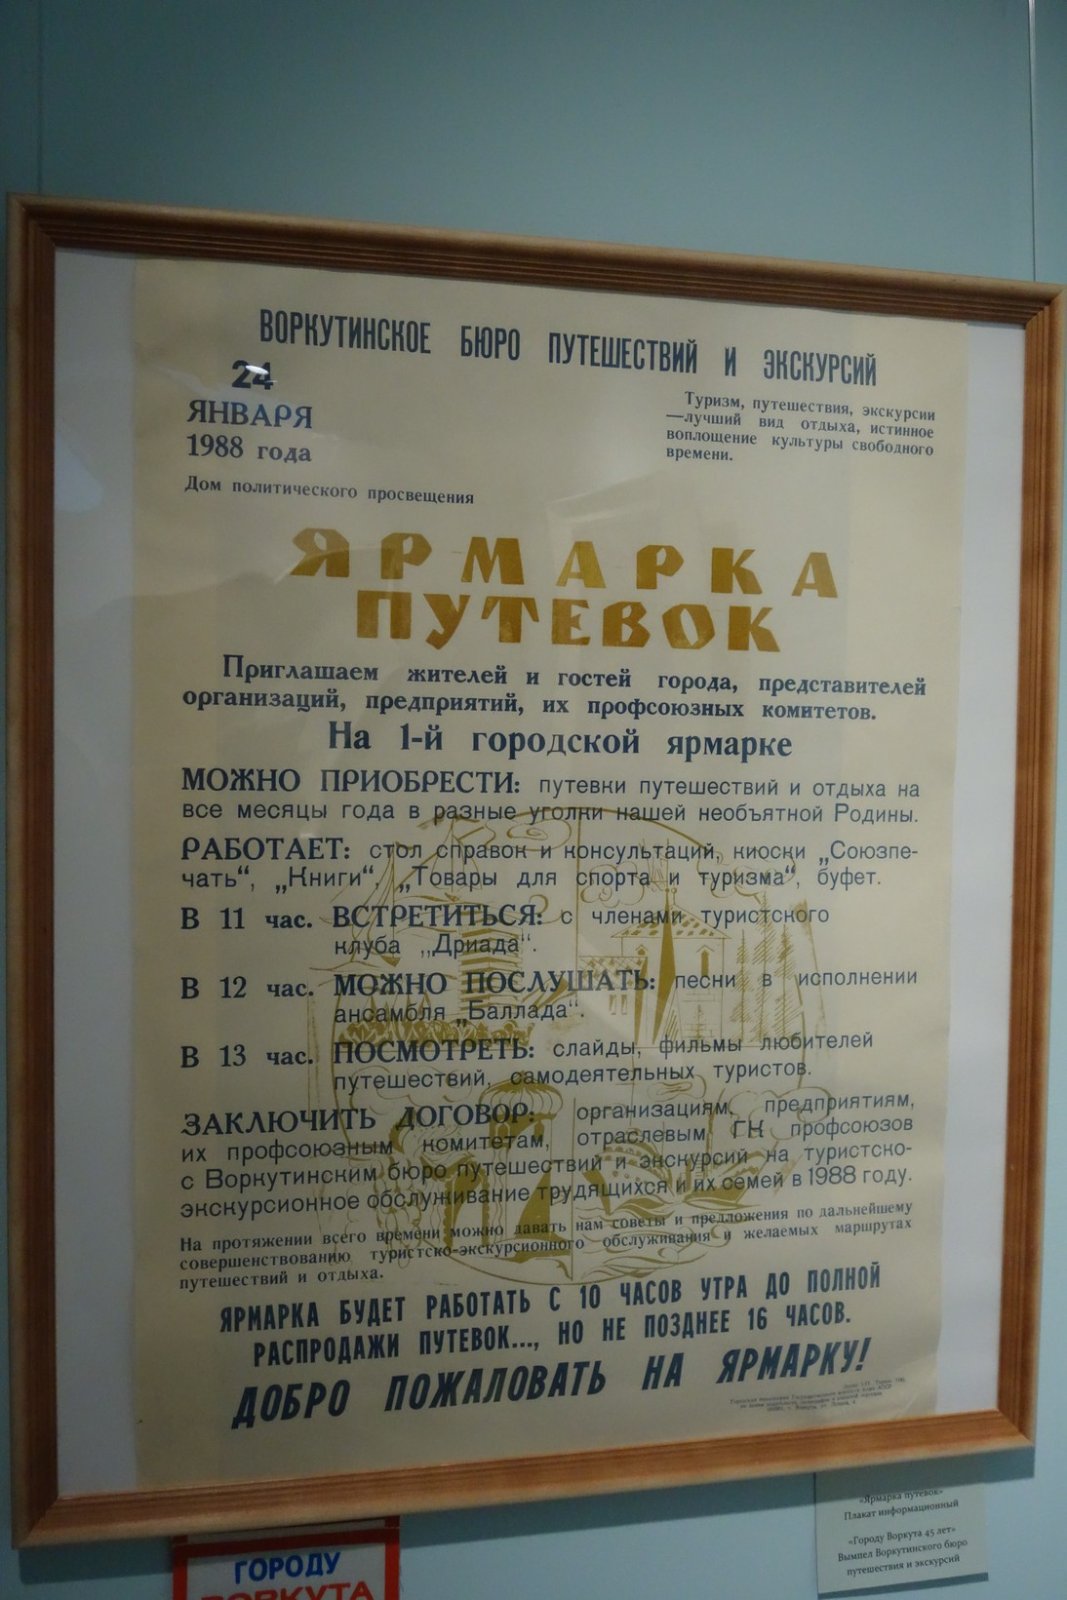 ВОРКУТИНСКОЕ БЮРО ПУТЕШЕСТВИЙ И ЭКСКУРСИЙ
24
ЯНВАРЯ
1988 года
Дом политического просвещения
Туризм, путешествия, экскурсии
—лучший вид отдыха, истинное
воплощение культуры свободного
времени.
ЯРМАРКА
ПУТЕВОК
Приглашаем жителей и гостей города, представителей
организаций, предприятий, их профсоюзных комитетов.
На 1-й городской ярмарке
МОЖНО ПРИОБРЕСТИ: путевки путешествий и отдыха на
все месяцы года в разные уголки нашей необъятной Родины.
РАБОТАЕТ: стол справок и консультаций, киоски „Союзпе-
чать“, „Книги“, „Товары для спорта и туризма“, буфет.
В 11 час. ВСТРЕТИТЬСЯ: с членами туристского
клуба „Дриада“.
В 12 час. МОЖНО ПОСЛУШАТЬ: песни в исполнении
ансамбля „Баллада“.
В 13 час. ПОСМОТРЕТЬ: слайды, фильмы любителей
путешествий, самодеятельных туристов.
ЗАКЛЮЧИТЬ ДОГОВОР: организациям, предприятиям,
их профсоюзным комитетам, отраслевым ГК профсоюзов
с Воркутинским бюро путешествий и экскурсий на туристско-
экскурсионное обслуживание трудящихся и их семей в 1988 году.
На протяжении всего времени можно давать нам советы и предложения по дальнейшему
совершенствованию туристско-экскурсионного обслуживания и желаемых маршрутах
путешествий и отдыха.
ЯРМАРКА БУДЕТ РАБОТАТЬ С 10 ЧАСОВ УТРА ДО ПОЛНОЙ
РАСПРОДАЖИ ПУТЕВОК..., НО НЕ ПОЗДНЕЕ 16 ЧАСОВ.
ДОБРО ПОЖАЛОВАТЬ НА ЯРМАРКУ!
«Ярмарка путевок»
Плакат информационный
«Городу Воркута 45 лет»
Вымпел Воркутинского бюро
путешествия и экскурсий
ГОРОДУ
ВОРКУТА